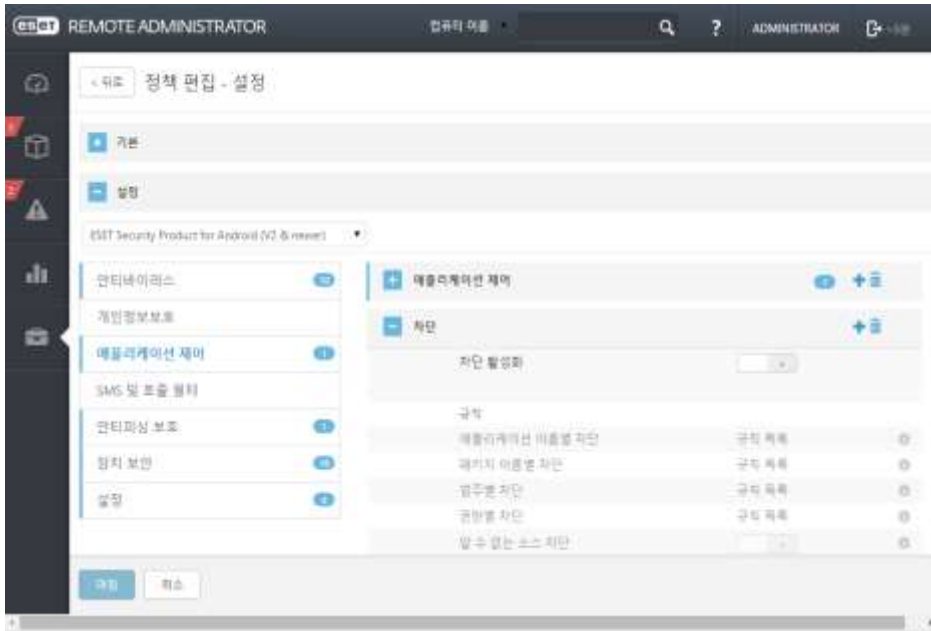 eset REMOTE ADMINISTRATOR
컴퓨터 이름
?
ADMINISTRATOR
< 뒤로
정책 편집 - 설정
기본
설정
ESET Security Product for Android (V2 & newer)
안티바이러스
애플리케이션 제어
개인정보보호
차단
애플리케이션 제어
차단 활성화
SMS 및 호출 필터
규칙
안티피싱 보호
애플리케이션 이름별 차단
규칙 목록
장치 보안
패키지 이름별 차단
규칙 목록
설정
범주별 차단
규칙 목록
권한별 차단
규칙 목록
알 수 없는 소스 차단
취소